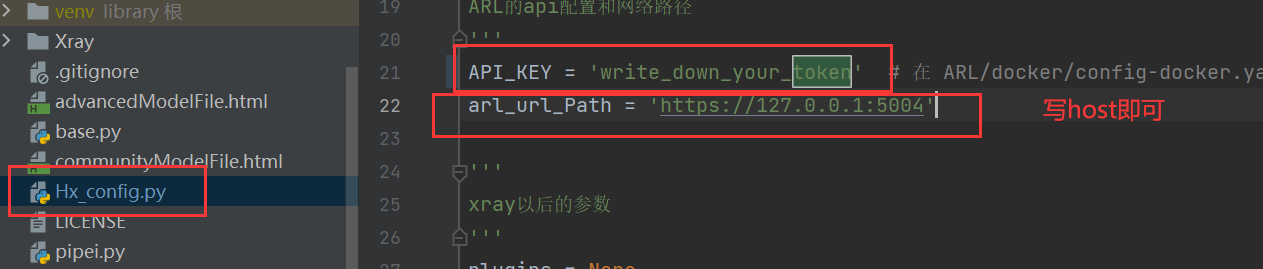 venv library 根
Xray
.gitignore
advancedModelFile.html
base.py
communityModelFile.html
Hx_config.py
LICENSE
pipei.py
19 ARL的api配置和网络路径
20 '''
21 API_KEY = 'write_down_your_token' # 在 ARL/docker/config-docker.ya
22 arl_url_Path = 'https://127.0.0.1:5004'
写host即可
23
24 '''
25 xray以后的参数
26 '''
27 plugins = None